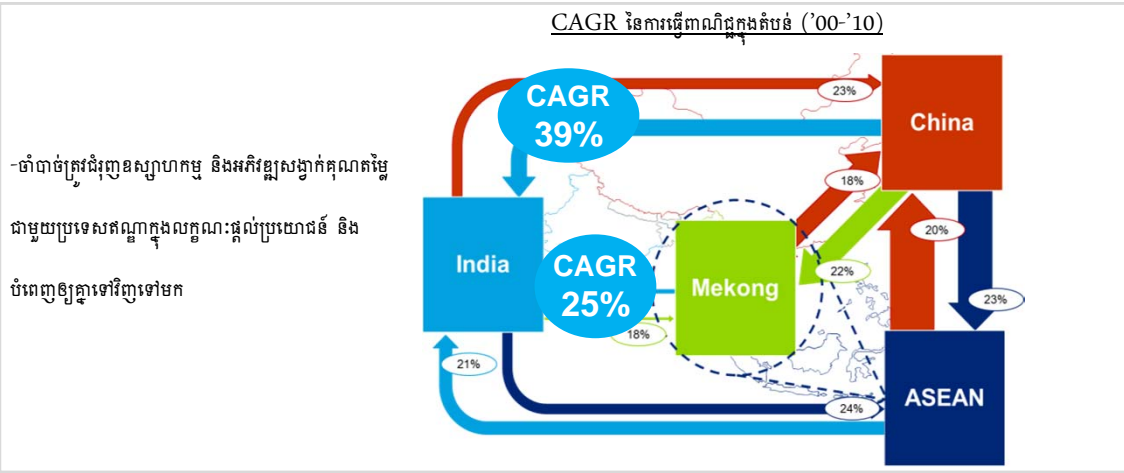 CAGR នៃការធ្វើពាណិជ្ជក្នុងតំបន់ (’00-’10)
CAGR
39%
23%
China
-ចាំបាច់ត្រូវជំរុញឧស្សាហកម្ម និងអភិវឌ្ឍសង្វាក់គុណតម្លៃ
ជាមួយប្រទេសឥណ្ឌាក្នុងលក្ខណៈផ្តល់ប្រយោជន៍ និង
បំពេញឲ្យគ្នាទៅវិញទៅមក
18%
20%
India
CAGR
25%
Mekong
22%
23%
18%
21%
24%
ASEAN